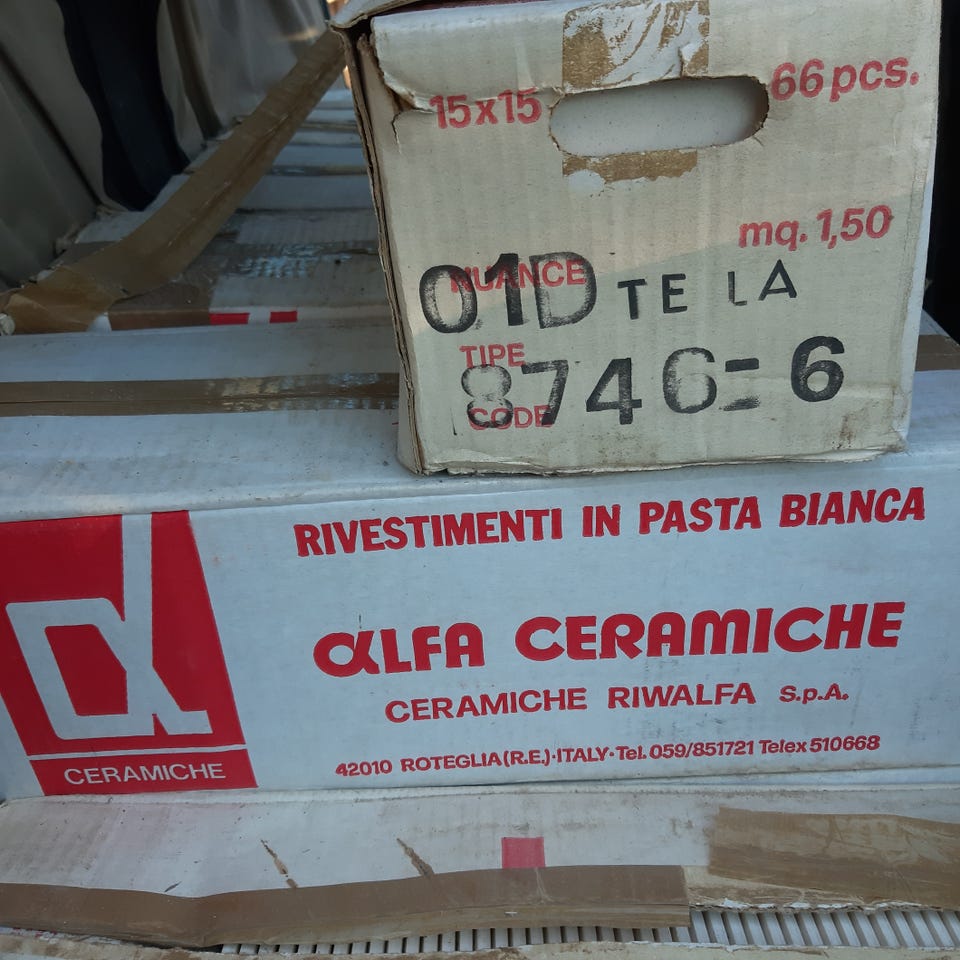 15x15
66 pcs.
mq. 1,50
NUANCE
01D TELA
TIPE
8746=6
CODE
RIVESTIMENTI IN PASTA BIANCA
αLFA CERAMICHE
CERAMICHE RIWALFA S.p.A.
42010 ROTEGLIA (R.E.)·ITALY·Tel. 059/851721 Telex 510668
α
CERAMICHE